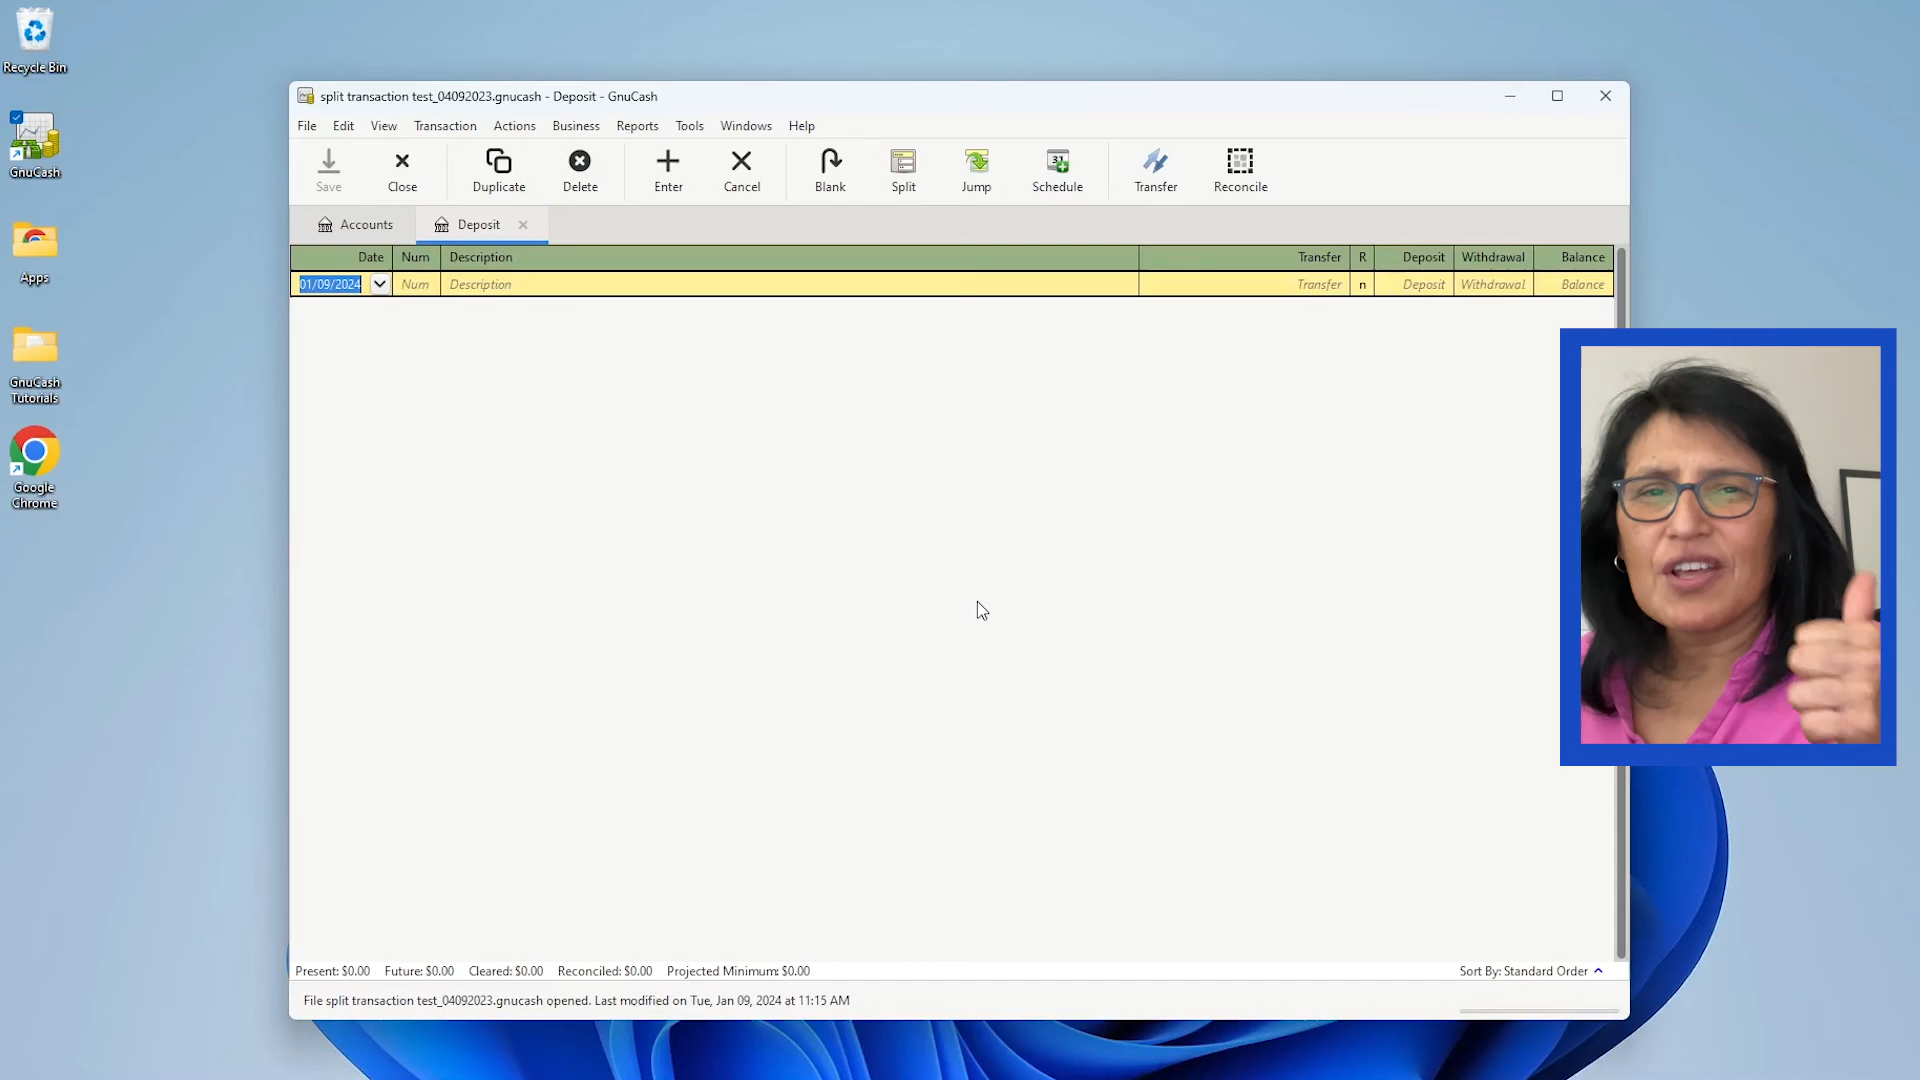 Recycle Bin
GnuCash
Apps
GnuCash
Tutorials
Google
Chrome
split transaction test_04092023.gnucash - Deposit - GnuCash
File Edit View Transaction Actions Business Reports Tools Windows Help
Save Close Duplicate Delete Enter Cancel Blank Split Jump Schedule Transfer Reconcile
31
Accounts Deposit
Date Num Description Transfer R Deposit Withdrawal Balance
01/09/2024 Num Description Transfer n Deposit Withdrawal Balance
Present: $0.00 Future: $0.00 Cleared: $0.00 Reconciled: $0.00 Projected Minimum: $0.00 Sort By: Standard Order
File split transaction test_04092023.gnucash opened. Last modified on Tue, Jan 09, 2024 at 11:15 AM